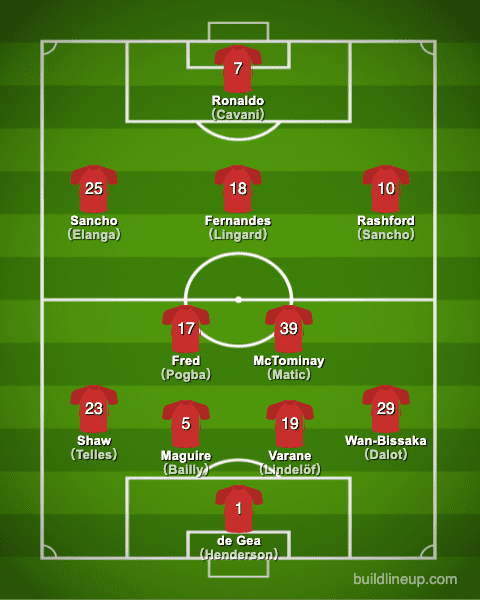 7
Ronaldo
(Cavani)
25
Sancho
(Elanga)
18
Fernandes
(Lingard)
10
Rashford
(Sancho)
17
Fred
(Pogba)
39
McTominay
(Matic)
23
Shaw
(Telles)
5
Maguire
(Bailly)
19
Varane
(Lindelöf)
29
Wan-Bissaka
(Dalot)
1
de Gea
(Henderson)
buildlineup.com